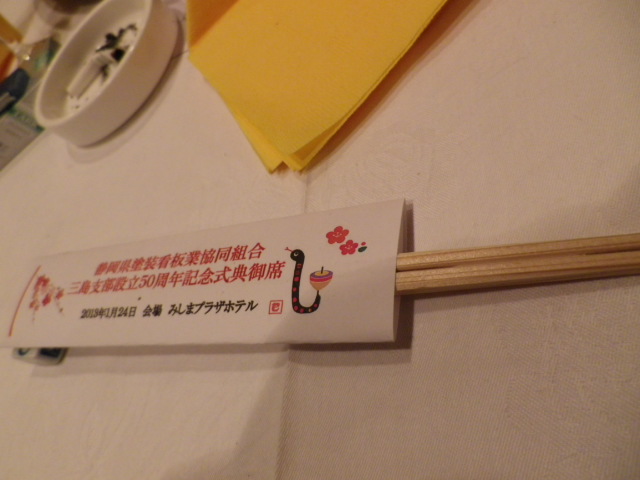 静岡県塗装看板業協同組合
三島支部設立50周年記念式典御席
2013年1月24日 会場 みしまプラザホテル